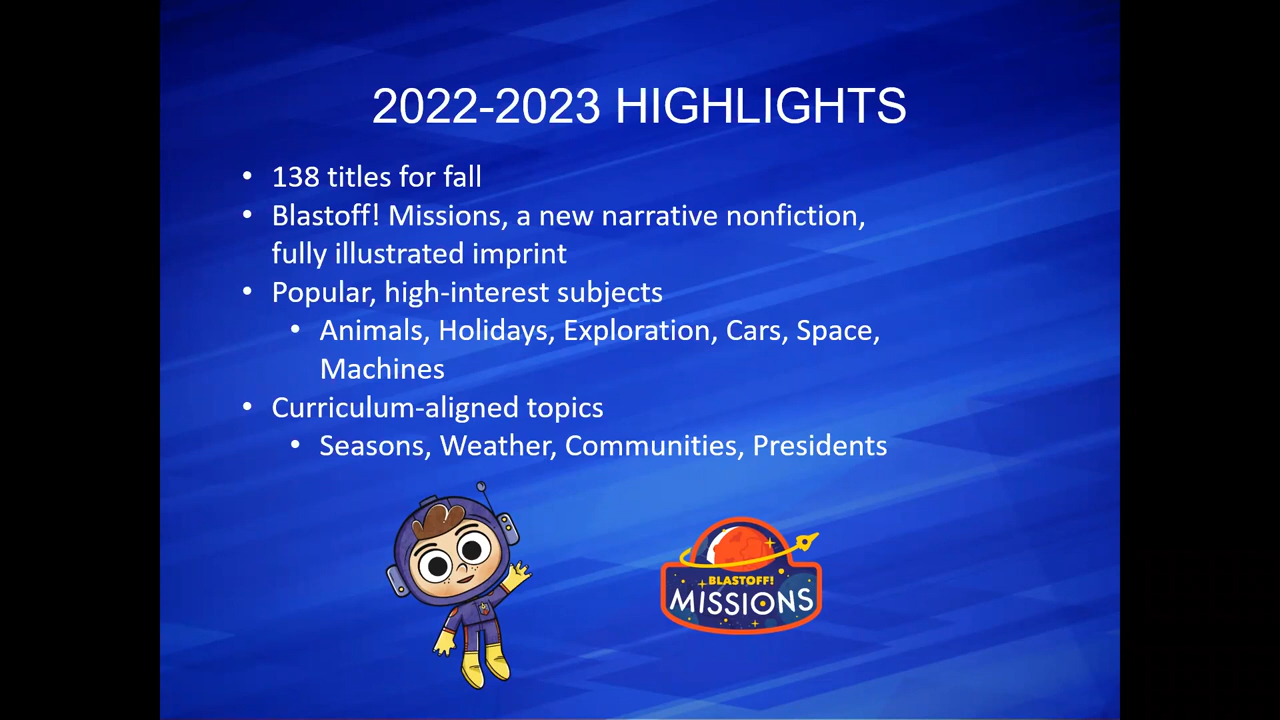 2022-2023 HIGHLIGHTS
• 138 titles for fall
• Blastoff! Missions, a new narrative nonfiction,
fully illustrated imprint
• Popular, high-interest subjects
• Animals, Holidays, Exploration, Cars, Space,
Machines
• Curriculum-aligned topics
• Seasons, Weather, Communities, Presidents
BLASTOFF!
MISSIONS